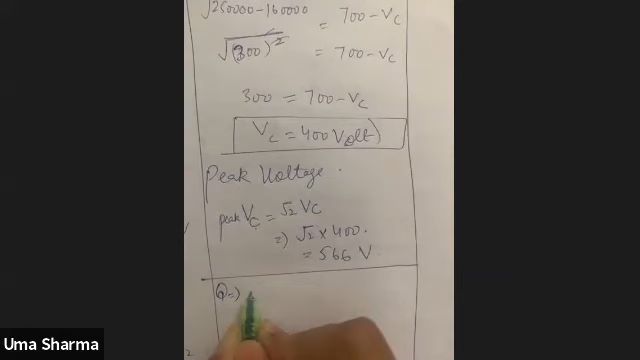 √250000-160000 = 700-Vc
√(300)² = 700-Vc
300 = 700-Vc
Vc = 400 Volt
Peak Voltage.
peak Vc = √2 Vc
=) √2 × 400.
= 566 V
Q=)
Uma Sharma